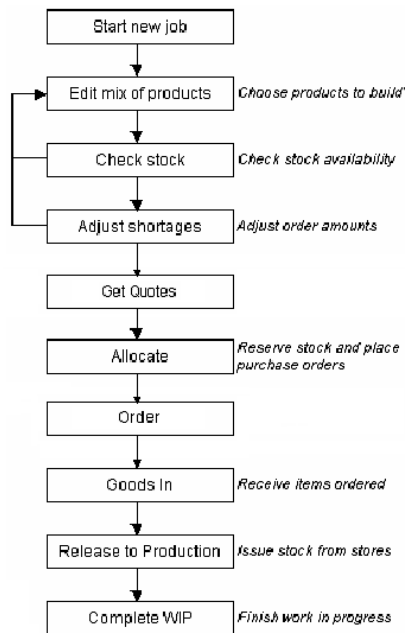 Start new job
Edit mix of products
Choose products to build
Check stock
Check stock availability
Adjust shortages
Adjust order amounts
Get Quotes
Allocate
Reserve stock and place
purchase orders
Order
Goods In
Receive items ordered
Release to Production
Issue stock from stores
Complete WIP
Finish work in progress